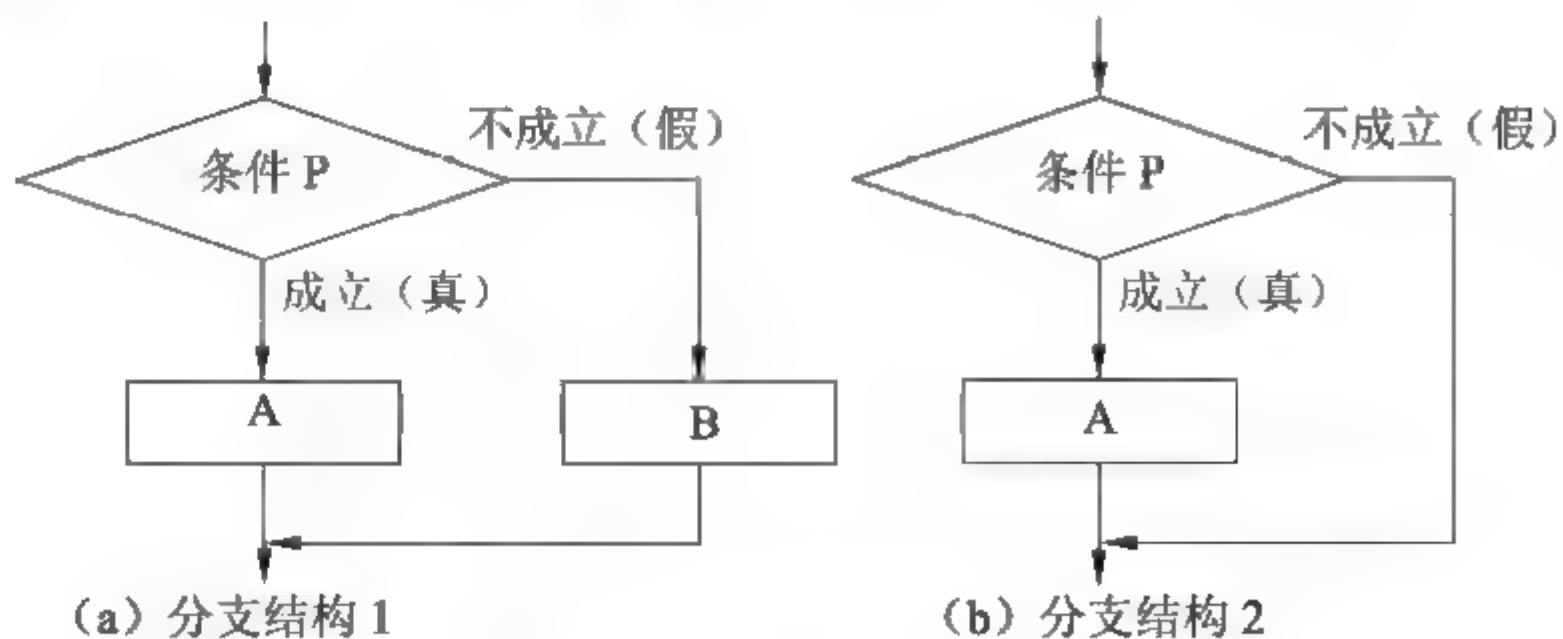 条件 P
不成立（假）
成立（真）
A
B
（a）分支结构 1
条件 P
不成立（假）
成立（真）
A
（b）分支结构 2